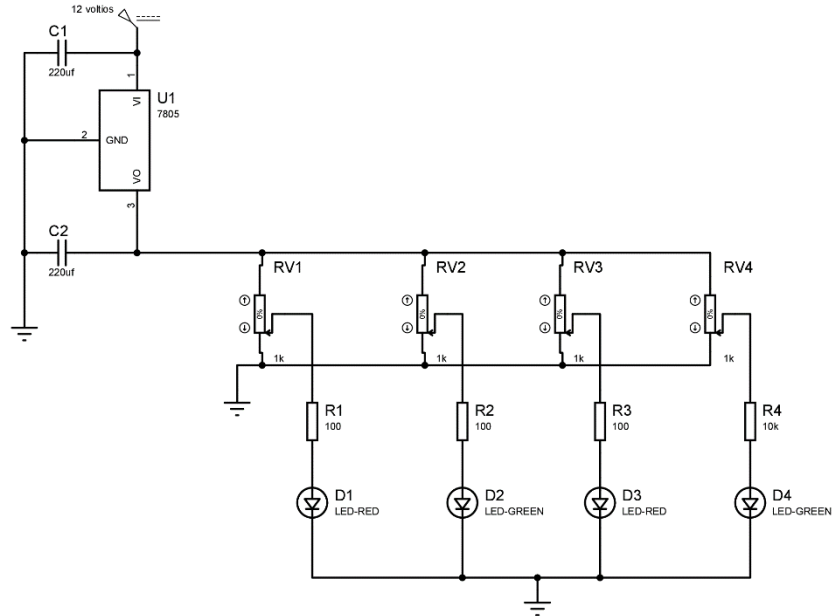 12 voltios
C1
220uf
1
VI
U1
7805
2
GND
VO
3
C2
220uf
RV1
RV2
RV3
RV4
0%
0%
0%
0%
1k
1k
1k
1k
R1
100
R2
100
R3
100
R4
10k
D1
LED-RED
D2
LED-GREEN
D3
LED-RED
D4
LED-GREEN